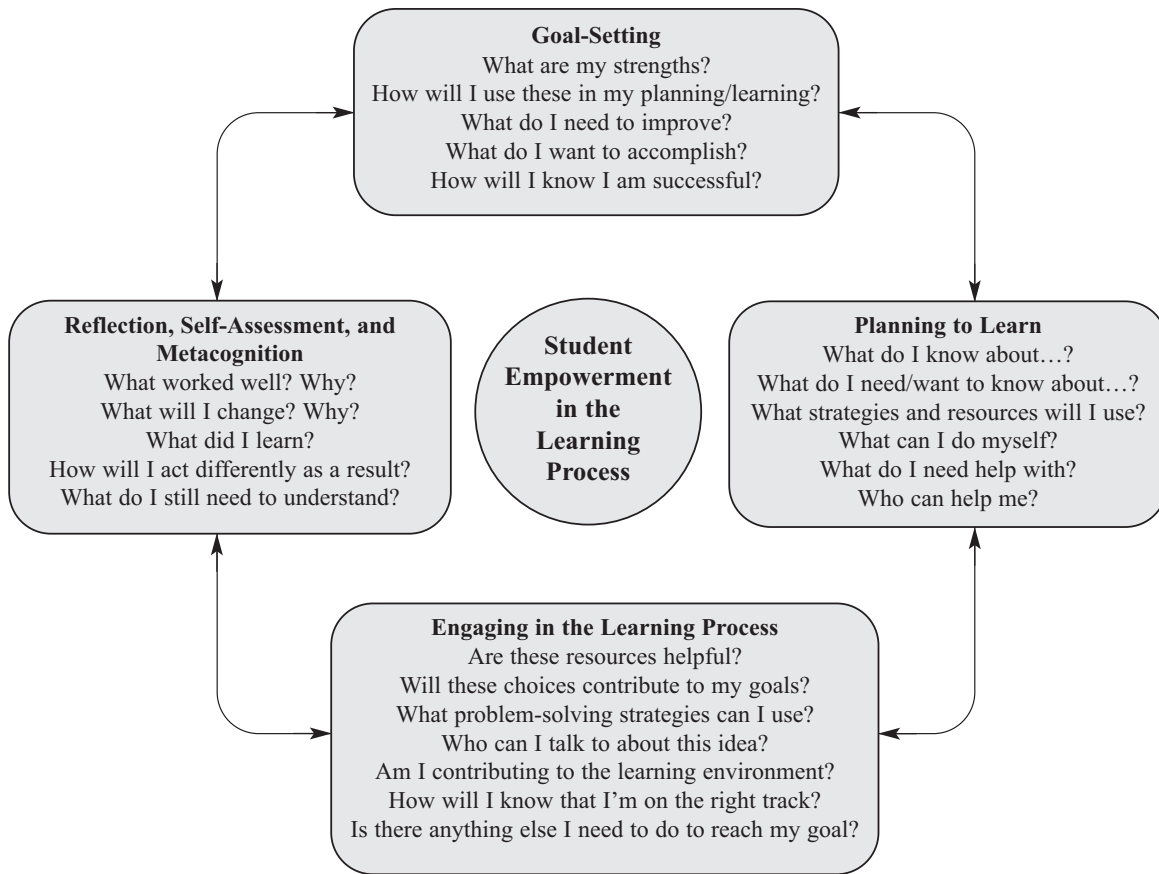 Goal-Setting
What are my strengths?
How will I use these in my planning/learning?
What do I need to improve?
What do I want to accomplish?
How will I know I am successful?
Reflection, Self-Assessment, and
Metacognition
What worked well? Why?
What will I change? Why?
What did I learn?
How will I act differently as a result?
What do I still need to understand?
Student
Empowerment
in the
Learning
Process
Planning to Learn
What do I know about…?
What do I need/want to know about…?
What strategies and resources will I use?
What can I do myself?
What do I need help with?
Who can help me?
Engaging in the Learning Process
Are these resources helpful?
Will these choices contribute to my goals?
What problem-solving strategies can I use?
Who can I talk to about this idea?
Am I contributing to the learning environment?
How will I know that I’m on the right track?
Is there anything else I need to do to reach my goal?